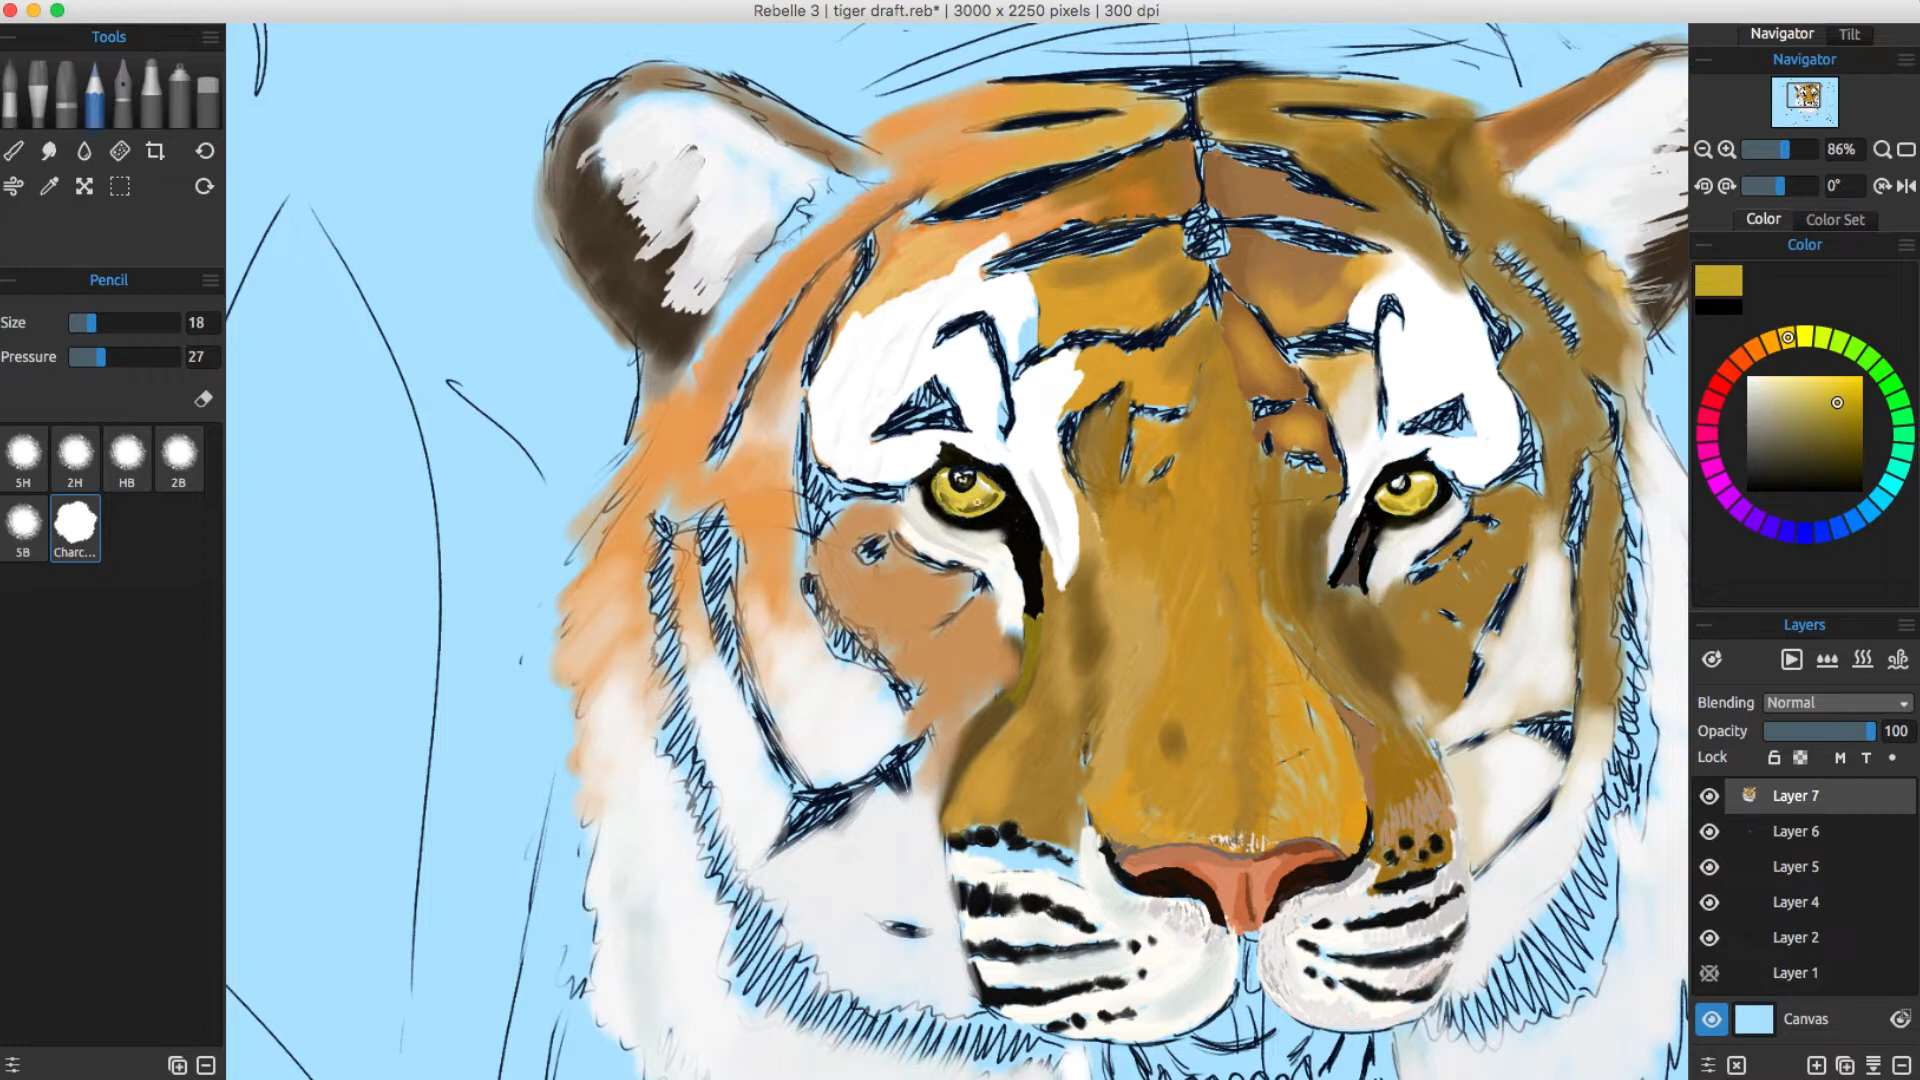 Rebelle 3 | tiger draft.reb* | 3000 x 2250 pixels | 300 dpi
Tools
Pencil
Size 18
Pressure 27
5H 2H HB 2B
5B Charc...
Navigator Tilt
Navigator
86%
0°
Color Color Set
Color
Layers
Blending Normal
Opacity 100
Lock M T
Layer 7
Layer 6
Layer 5
Layer 4
Layer 2
Layer 1
Canvas